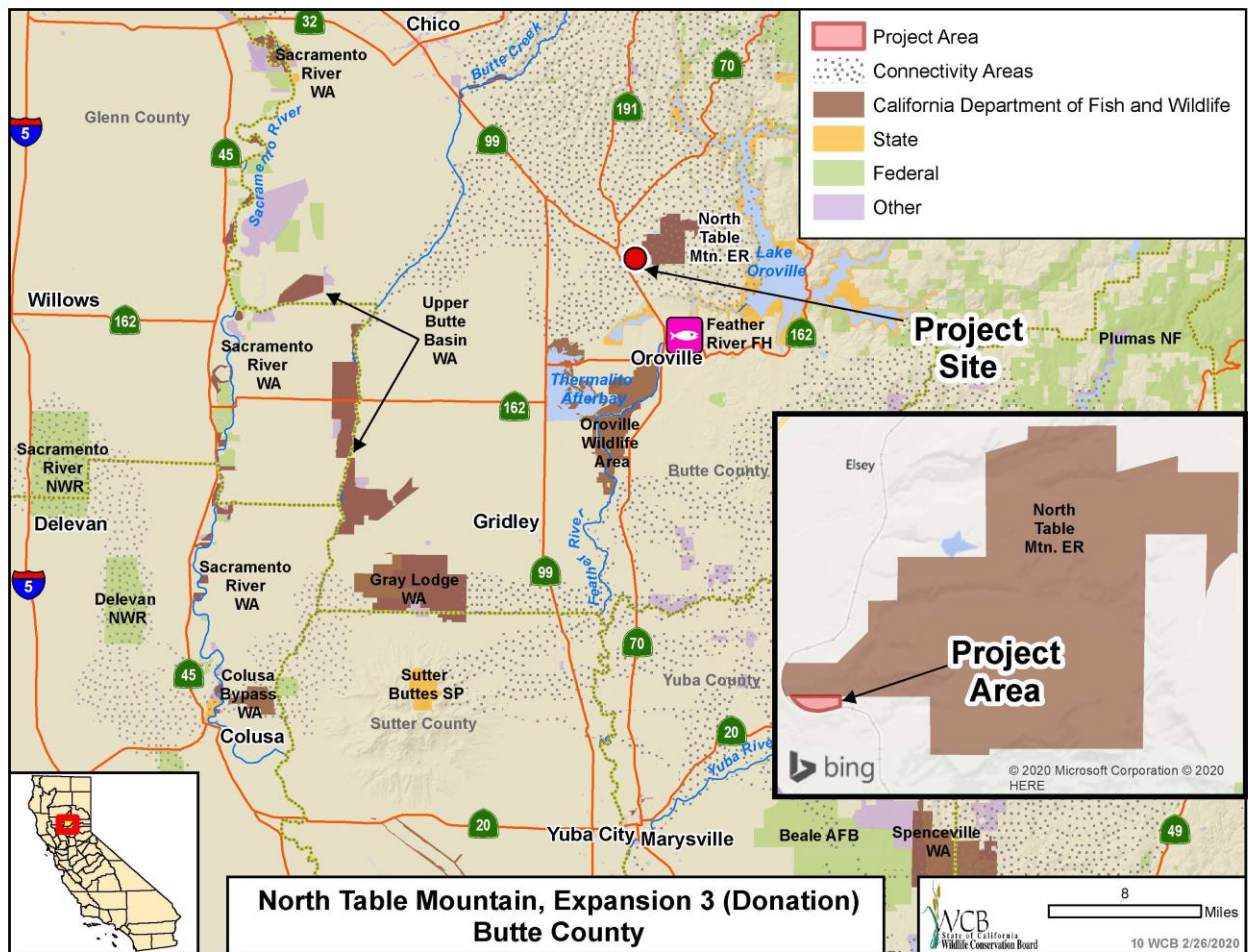 32
Chico
Sacramento
River
WA
Butte Creek
70
Glenn County
191
5
99
45
Sacramento River
Project Area
Connectivity Areas
California Department of Fish and Wildlife
State
Federal
Other
North
Table
Mtn. ER
Lake
Oroville
Willows
162
Upper
Butte
Basin
WA
Feather
River FH
162
Project
Site
Plumas NF
Sacramento
River
WA
Oroville
Thermalito
Afterbay
162
Oroville
Wildlife
Area
Butte County
Sacramento
River
NWR
Delevan
Gridley
Feather River
5
Sacramento
River
WA
Gray Lodge
WA
99
Delevan
NWR
70
45
Colusa
Bypass
WA
Sutter
Buttes SP
Sutter County
Yuba County
Colusa
20
Yuba River
20
Yuba City
Marysville
Beale AFB
Spenceville
WA
49
Elsey
North
Table
Mtn. ER
Project
Area
bing
© 2020 Microsoft Corporation © 2020
HERE
North Table Mountain, Expansion 3 (Donation)
Butte County
WCB
State of California
Wildlife Conservation Board
8
Miles
10 WCB 2/26/2020